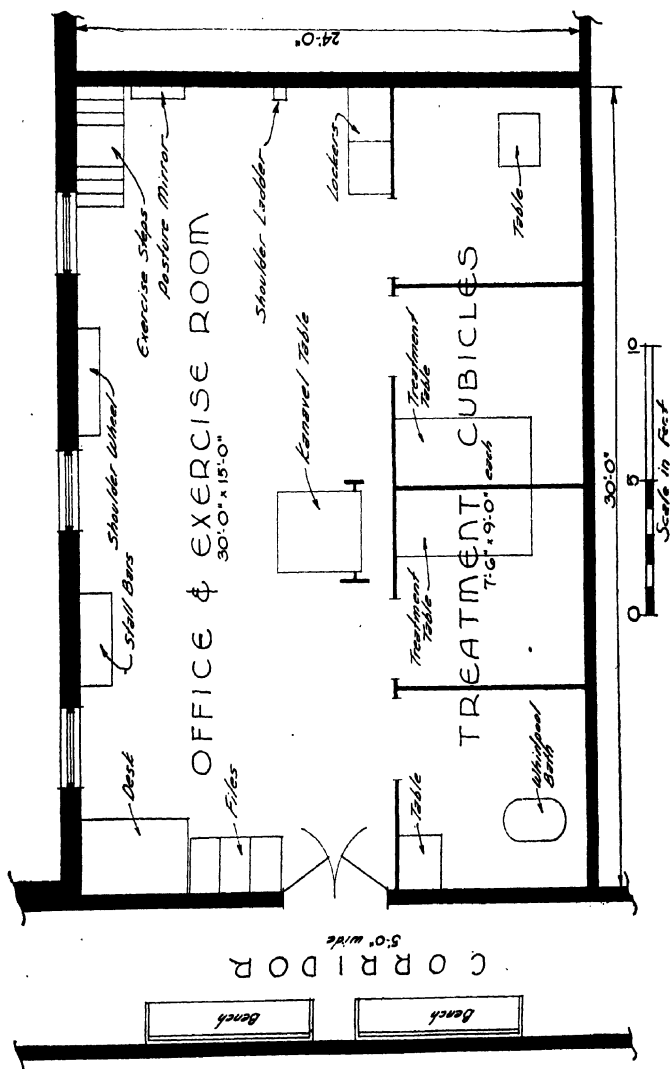 24'-0"
Exercise Steps
Posture Mirror
Shoulder Ladder
Lockers
Table
Shoulder Wheel
Stall Bars
OFFICE & EXERCISE ROOM
30'-0" x 15'-0"
Kanavel Table
Treatment
Table
Treatment
Table
TREATMENT CUBICLES
7'-6" x 9'-0" each
Desk
Files
Table
Whirlpool
Bath
30'-0"
0 5 10
Scale in Feet
CORRIDOR
5'-0" wide
Bench
Bench